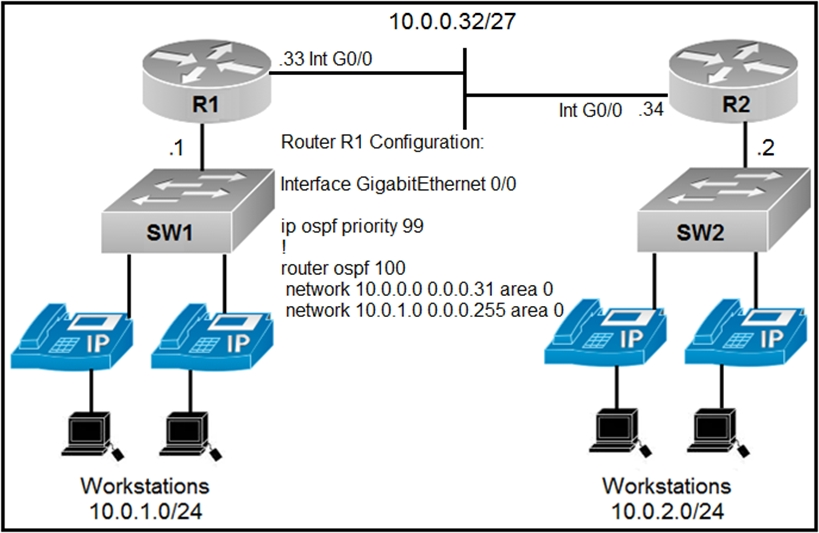 10.0.0.32/27
.33 Int G0/0
R1
R2
Int G0/0 .34
.1
Router R1 Configuration:
.2
Interface GigabitEthernet 0/0
SW1
ip ospf priority 99
SW2
!
router ospf 100
network 10.0.0.0 0.0.0.31 area 0
network 10.0.1.0 0.0.0.255 area 0
IP
IP
IP
IP
Workstations
10.0.1.0/24
Workstations
10.0.2.0/24